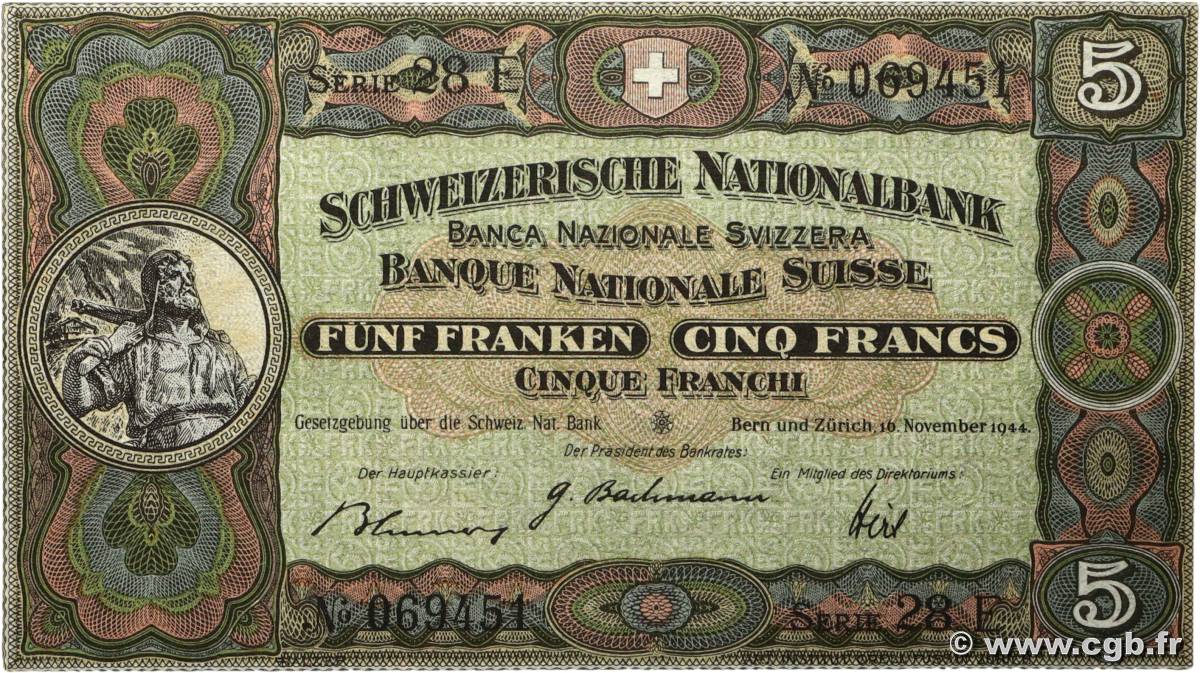 SERIE 28 E
№ 069451
5
SCHWEIZERISCHE NATIONALBANK
BANCA NAZIONALE SVIZZERA
BANQUE NATIONALE SUISSE
FÜNF FRANKEN CINQ FRANCS
CINQUE FRANCHI
Gesetzgebung über die Schweiz. Nat. Bank
Bern und Zürich, 16. November 1944.
Der Präsident des Bankrates:
Der Hauptkassier:
Ein Mitglied des Direktoriums:
G. Bachmann
Hirs
№ 069451
SERIE 28 E
5
© www.cgb.fr